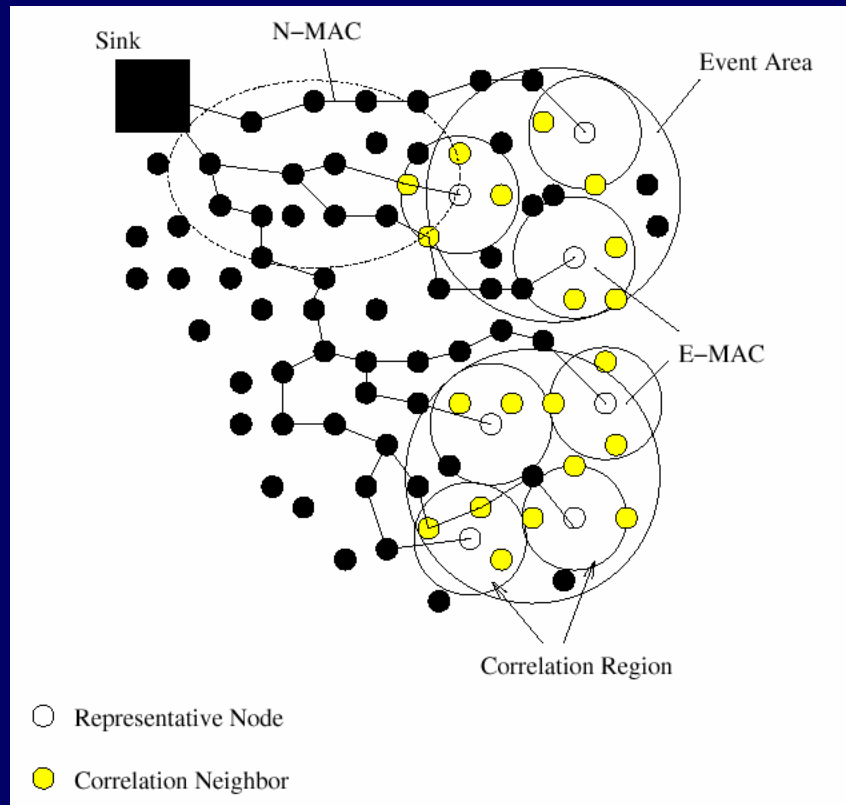 N−MAC
Sink
Event Area
E−MAC
Correlation Region
Representative Node
Correlation Neighbor